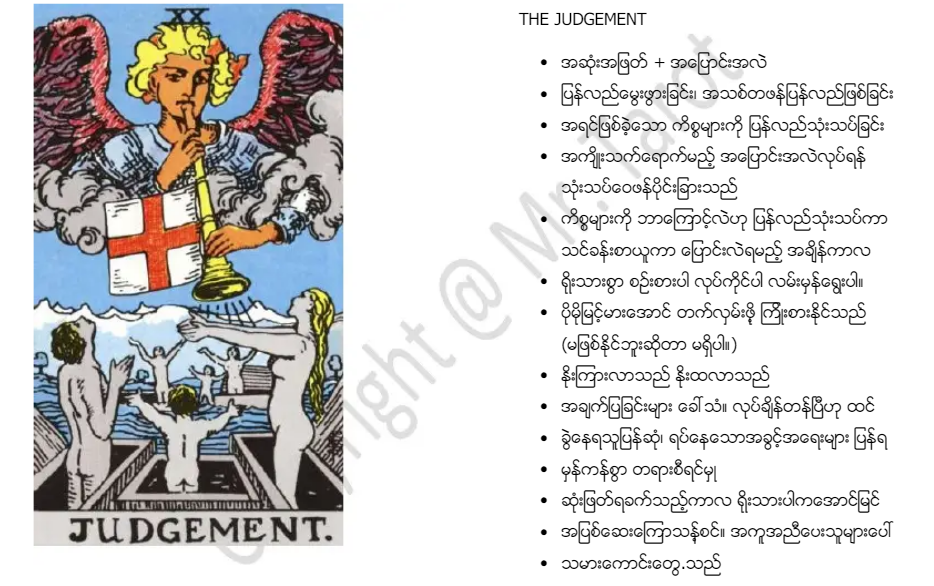 XX
JUDGEMENT.
THE JUDGEMENT
• အဆုံးအဖြတ် + အပြောင်းအလဲ
• ပြန်လည်မွေးဖွားခြင်း၊ အသစ်တဖန်ပြန်လည်ဖြစ်ခြင်း
• အရင်ဖြစ်ခဲ့သော ကိစ္စများကို ပြန်လည်သုံးသပ်ခြင်း
• အကျိုးသက်ရောက်မည့် အပြောင်းအလဲလုပ်ရန်
သုံးသပ်ဝေဖန်ပိုင်းခြားသည်
• ကိစ္စများကို ဘာကြောင့်လဲဟု ပြန်လည်သုံးသပ်ကာ
သင်ခန်းစာယူကာ ပြောင်းလဲရမည့် အချိန်ကာလ
• ရိုးသားစွာ စဉ်းစားပါ လုပ်ကိုင်ပါ လမ်းမှန်ရွေးပါ။
• ပိုမိုမြင့်မားအောင် တက်လှမ်းဖို့ ကြိုးစားနိုင်သည်
(မဖြစ်နိုင်ဘူးဆိုတာ မရှိပါ။)
• နိုးကြားလာသည် နိုးထလာသည်
• အချက်ပြခြင်းများ ခေါ်သံ။ လုပ်ချိန်တန်ပြီဟု ထင်
• ခွဲနေရသူပြန်ဆုံ၊ ရပ်နေသောအခွင့်အရေးများ ပြန်ရ
• မှန်ကန်စွာ တရားစီရင်မှု
• ဆုံးဖြတ်ရခက်သည့်ကာလ ရိုးသားပါကအောင်မြင်
• အပြစ်ဆေးကြောသန့်စင်။ အကူအညီပေးသူများပေါ်
• သမားကောင်းတွေ့သည်
Copyright @ Mr. Tarot